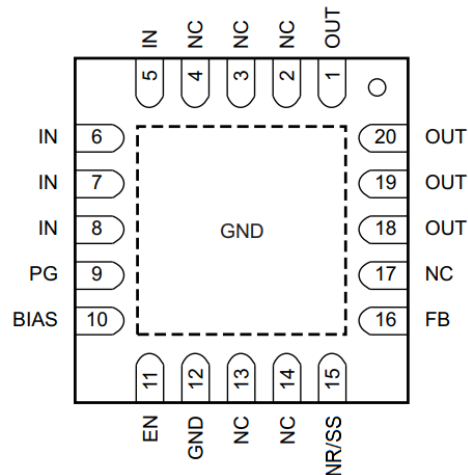 IN NC NC NC OUT
5 4 3 2 1
IN 6 20 OUT
IN 7 19 OUT
IN 8 GND 18 OUT
PG 9 17 NC
BIAS 10 16 FB
11 12 13 14 15
EN GND NC NC NR/SS